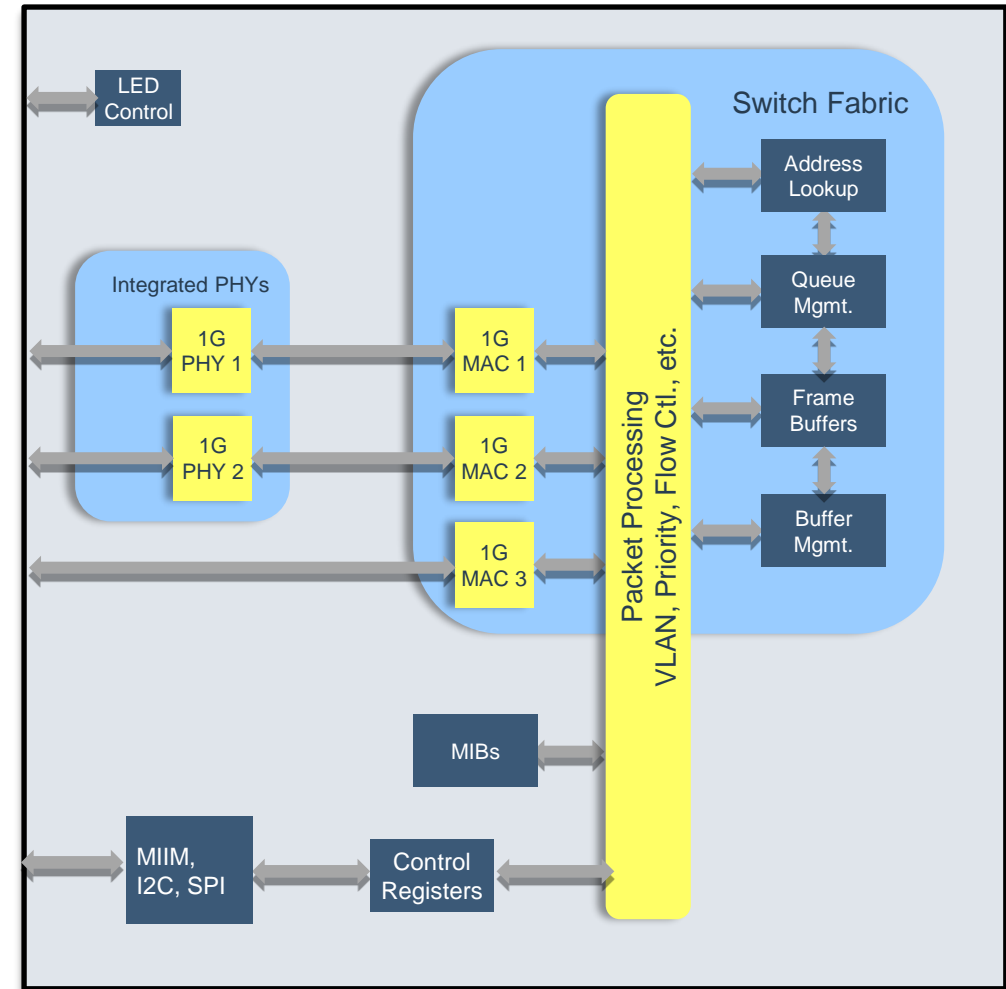 LED
Control
Switch Fabric
Address
Lookup
Integrated PHYs
Queue
Mgmt.
1G
PHY 1
1G
MAC 1
Packet Processing
VLAN, Priority, Flow Ctl., etc.
Frame
Buffers
1G
PHY 2
1G
MAC 2
Buffer
Mgmt.
1G
MAC 3
MIBs
MIIM,
I2C, SPI
Control
Registers